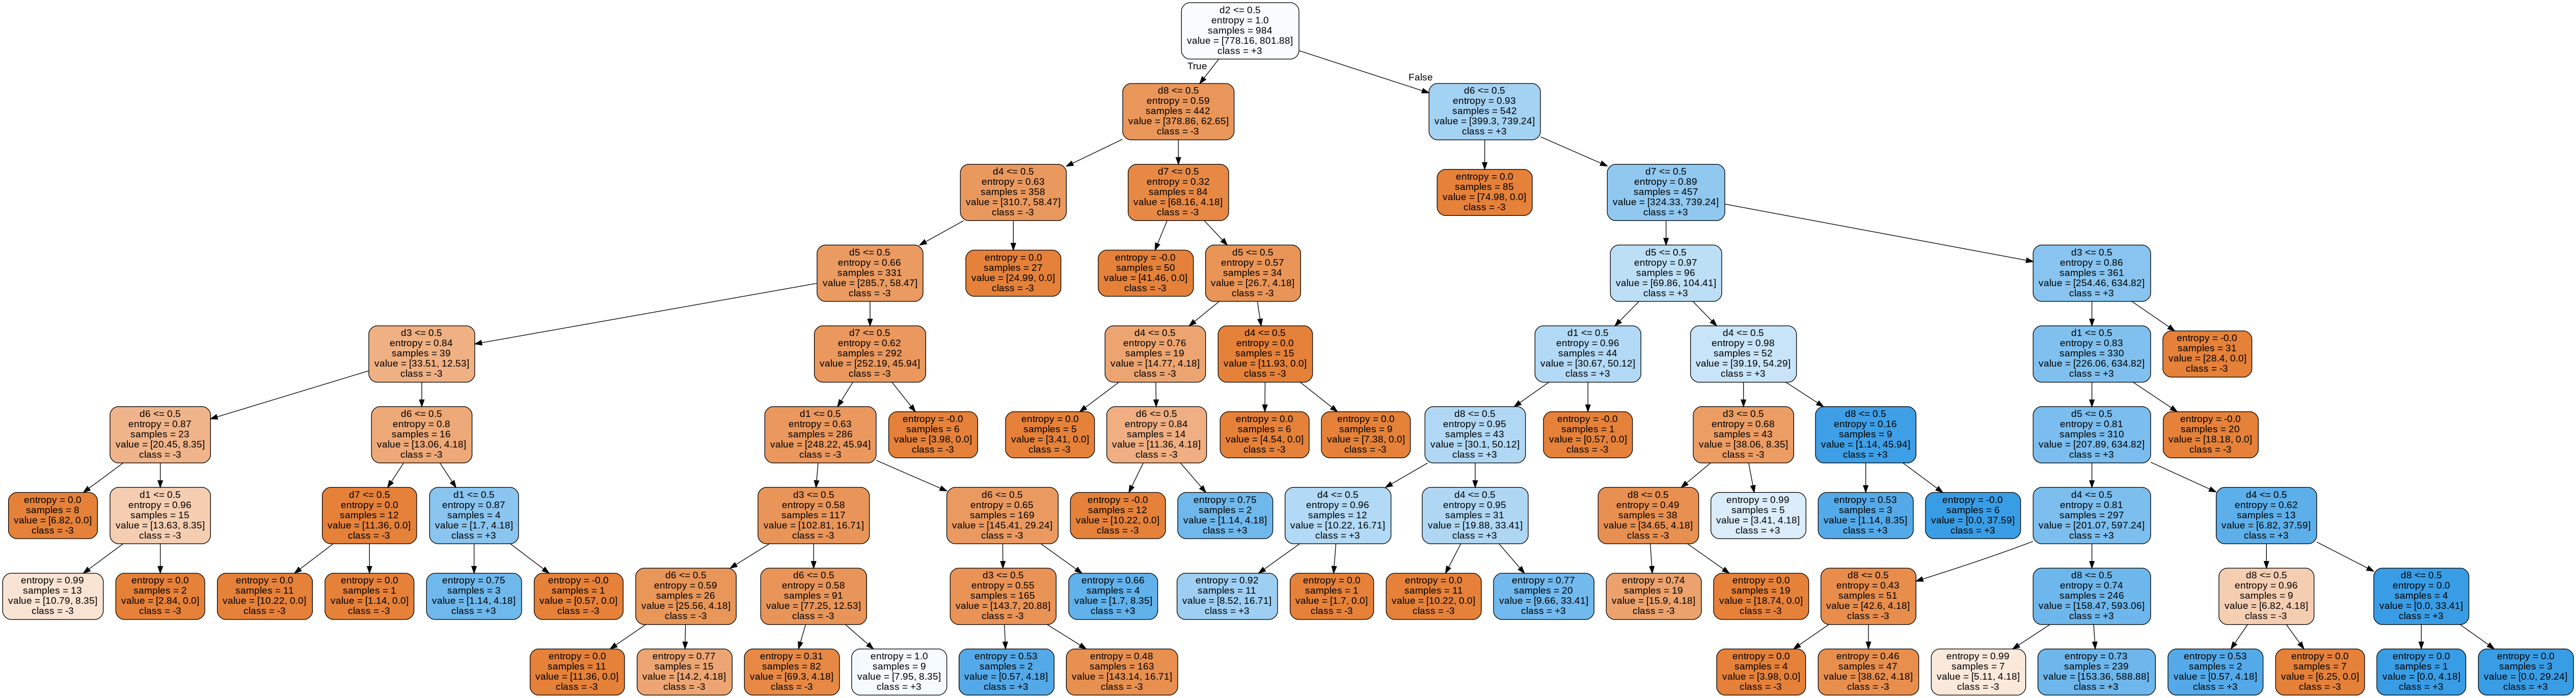 d2 <= 0.5
entropy = 1.0
samples = 984
value = [778.16, 801.88]
class = +3
True
False
d8 <= 0.5
entropy = 0.59
samples = 442
value = [378.86, 62.65]
class = -3
d6 <= 0.5
entropy = 0.93
samples = 542
value = [399.3, 739.24]
class = +3
d4 <= 0.5
entropy = 0.63
samples = 358
value = [310.7, 58.47]
class = -3
d7 <= 0.5
entropy = 0.32
samples = 84
value = [68.16, 4.18]
class = -3
entropy = 0.0
samples = 85
value = [74.98, 0.0]
class = -3
d7 <= 0.5
entropy = 0.89
samples = 457
value = [324.33, 739.24]
class = +3
d5 <= 0.5
entropy = 0.66
samples = 331
value = [285.7, 58.47]
class = -3
entropy = 0.0
samples = 27
value = [24.99, 0.0]
class = -3
entropy = -0.0
samples = 50
value = [41.46, 0.0]
class = -3
d5 <= 0.5
entropy = 0.57
samples = 34
value = [26.7, 4.18]
class = -3
d5 <= 0.5
entropy = 0.97
samples = 96
value = [69.86, 104.41]
class = +3
d3 <= 0.5
entropy = 0.86
samples = 361
value = [254.46, 634.82]
class = +3
d3 <= 0.5
entropy = 0.84
samples = 39
value = [33.51, 12.53]
class = -3
d7 <= 0.5
entropy = 0.62
samples = 292
value = [252.19, 45.94]
class = -3
d4 <= 0.5
entropy = 0.76
samples = 19
value = [14.77, 4.18]
class = -3
d4 <= 0.5
entropy = 0.0
samples = 15
value = [11.93, 0.0]
class = -3
d1 <= 0.5
entropy = 0.96
samples = 44
value = [30.67, 50.12]
class = +3
d4 <= 0.5
entropy = 0.98
samples = 52
value = [39.19, 54.29]
class = +3
d1 <= 0.5
entropy = 0.83
samples = 330
value = [226.06, 634.82]
class = +3
entropy = -0.0
samples = 31
value = [28.4, 0.0]
class = -3
d6 <= 0.5
entropy = 0.87
samples = 23
value = [20.45, 8.35]
class = -3
d6 <= 0.5
entropy = 0.8
samples = 16
value = [13.06, 4.18]
class = -3
d1 <= 0.5
entropy = 0.63
samples = 286
value = [248.22, 45.94]
class = -3
entropy = -0.0
samples = 6
value = [3.98, 0.0]
class = -3
entropy = 0.0
samples = 5
value = [3.41, 0.0]
class = -3
d6 <= 0.5
entropy = 0.84
samples = 14
value = [11.36, 4.18]
class = -3
entropy = 0.0
samples = 6
value = [4.54, 0.0]
class = -3
entropy = 0.0
samples = 9
value = [7.38, 0.0]
class = -3
d8 <= 0.5
entropy = 0.95
samples = 43
value = [30.1, 50.12]
class = +3
entropy = -0.0
samples = 1
value = [0.57, 0.0]
class = -3
d3 <= 0.5
entropy = 0.68
samples = 43
value = [38.06, 8.35]
class = -3
d8 <= 0.5
entropy = 0.16
samples = 9
value = [1.14, 45.94]
class = +3
d5 <= 0.5
entropy = 0.81
samples = 310
value = [207.89, 634.82]
class = +3
entropy = -0.0
samples = 20
value = [18.18, 0.0]
class = -3
entropy = 0.0
samples = 8
value = [6.82, 0.0]
class = -3
d1 <= 0.5
entropy = 0.96
samples = 15
value = [13.63, 8.35]
class = -3
d7 <= 0.5
entropy = 0.0
samples = 12
value = [11.36, 0.0]
class = -3
d1 <= 0.5
entropy = 0.87
samples = 4
value = [1.7, 4.18]
class = +3
d3 <= 0.5
entropy = 0.58
samples = 117
value = [102.81, 16.71]
class = -3
d6 <= 0.5
entropy = 0.65
samples = 169
value = [145.41, 29.24]
class = -3
entropy = -0.0
samples = 12
value = [10.22, 0.0]
class = -3
entropy = 0.75
samples = 2
value = [1.14, 4.18]
class = +3
d4 <= 0.5
entropy = 0.96
samples = 12
value = [10.22, 16.71]
class = +3
d4 <= 0.5
entropy = 0.95
samples = 31
value = [19.88, 33.41]
class = +3
d8 <= 0.5
entropy = 0.49
samples = 38
value = [34.65, 4.18]
class = -3
entropy = 0.99
samples = 5
value = [3.41, 4.18]
class = +3
entropy = 0.53
samples = 3
value = [1.14, 8.35]
class = +3
entropy = -0.0
samples = 6
value = [0.0, 37.59]
class = +3
d4 <= 0.5
entropy = 0.81
samples = 297
value = [201.07, 597.24]
class = +3
d4 <= 0.5
entropy = 0.62
samples = 13
value = [6.82, 37.59]
class = +3
entropy = 0.99
samples = 13
value = [10.79, 8.35]
class = -3
entropy = 0.0
samples = 2
value = [2.84, 0.0]
class = -3
entropy = 0.0
samples = 11
value = [10.22, 0.0]
class = -3
entropy = 0.0
samples = 1
value = [1.14, 0.0]
class = -3
entropy = 0.75
samples = 3
value = [1.14, 4.18]
class = +3
entropy = -0.0
samples = 1
value = [0.57, 0.0]
class = -3
d6 <= 0.5
entropy = 0.59
samples = 26
value = [25.56, 4.18]
class = -3
d6 <= 0.5
entropy = 0.58
samples = 91
value = [77.25, 12.53]
class = -3
d3 <= 0.5
entropy = 0.55
samples = 165
value = [143.7, 20.88]
class = -3
entropy = 0.66
samples = 4
value = [1.7, 8.35]
class = +3
entropy = 0.92
samples = 11
value = [8.52, 16.71]
class = +3
entropy = 0.0
samples = 1
value = [1.7, 0.0]
class = -3
entropy = 0.0
samples = 11
value = [10.22, 0.0]
class = -3
entropy = 0.77
samples = 20
value = [9.66, 33.41]
class = +3
entropy = 0.74
samples = 19
value = [15.9, 4.18]
class = -3
entropy = 0.0
samples = 19
value = [18.74, 0.0]
class = -3
d8 <= 0.5
entropy = 0.43
samples = 51
value = [42.6, 4.18]
class = -3
d8 <= 0.5
entropy = 0.74
samples = 246
value = [158.47, 593.06]
class = +3
d8 <= 0.5
entropy = 0.96
samples = 9
value = [6.82, 4.18]
class = -3
d8 <= 0.5
entropy = 0.0
samples = 4
value = [0.0, 33.41]
class = +3
entropy = 0.0
samples = 11
value = [11.36, 0.0]
class = -3
entropy = 0.77
samples = 15
value = [14.2, 4.18]
class = -3
entropy = 0.31
samples = 82
value = [69.3, 4.18]
class = -3
entropy = 1.0
samples = 9
value = [7.95, 8.35]
class = +3
entropy = 0.53
samples = 2
value = [0.57, 4.18]
class = +3
entropy = 0.48
samples = 163
value = [143.14, 16.71]
class = -3
entropy = 0.0
samples = 4
value = [3.98, 0.0]
class = -3
entropy = 0.46
samples = 47
value = [38.62, 4.18]
class = -3
entropy = 0.99
samples = 7
value = [5.11, 4.18]
class = -3
entropy = 0.73
samples = 239
value = [153.36, 588.88]
class = +3
entropy = 0.53
samples = 2
value = [0.57, 4.18]
class = +3
entropy = 0.0
samples = 7
value = [6.25, 0.0]
class = -3
entropy = 0.0
samples = 1
value = [0.0, 4.18]
class = +3
entropy = 0.0
samples = 3
value = [0.0, 29.24]
class = +3